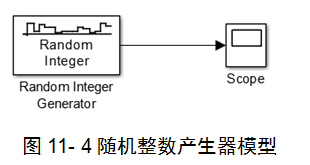 Random
Integer
Random Integer
Generator
Scope
图 11- 4 随机整数产生器模型